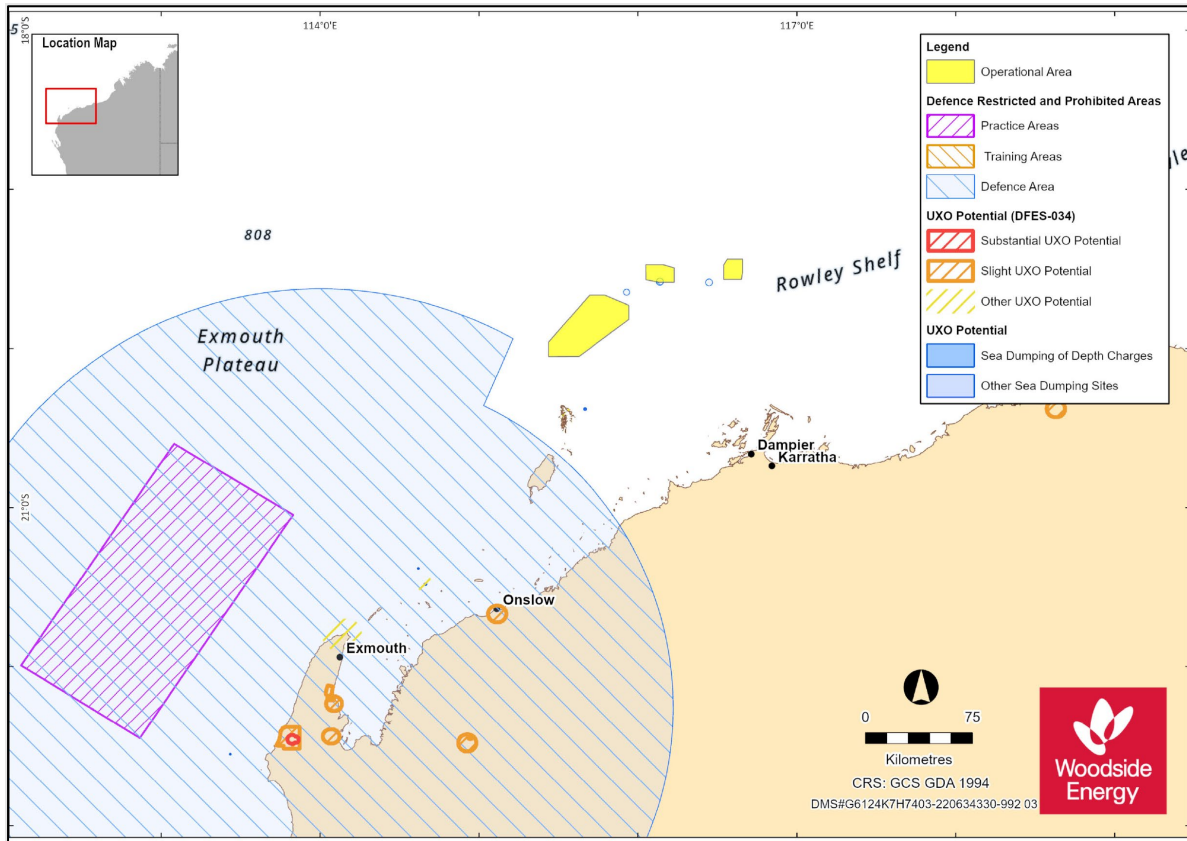 114°0'E
117°0'E
18°0'S
21°0'S
Location Map
808
Exmouth
Plateau
Rowley Shelf
Dampier
Karratha
Onslow
Exmouth
Legend
Operational Area
Defence Restricted and Prohibited Areas
Practice Areas
Training Areas
Defence Area
UXO Potential (DFES-034)
Substantial UXO Potential
Slight UXO Potential
Other UXO Potential
UXO Potential
Sea Dumping of Depth Charges
Other Sea Dumping Sites
0 75
Kilometres
CRS: GCS GDA 1994
DMS#G6124K7H7403-220634330-992 03
Woodside
Energy